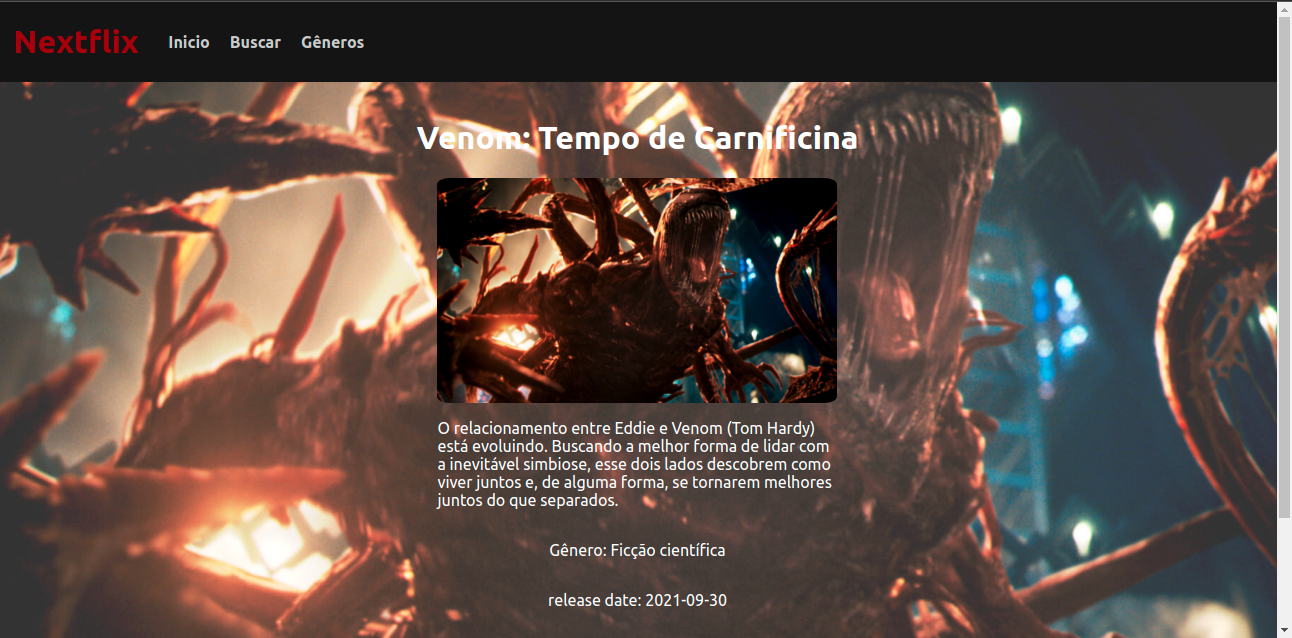 Nextflix Inicio Buscar Gêneros
Venom: Tempo de Carnificina
O relacionamento entre Eddie e Venom (Tom Hardy)
está evoluindo. Buscando a melhor forma de lidar com
a inevitável simbiose, esse dois lados descobrem como
viver juntos e, de alguma forma, se tornarem melhores
juntos do que separados.
Gênero: Ficção científica
release date: 2021-09-30